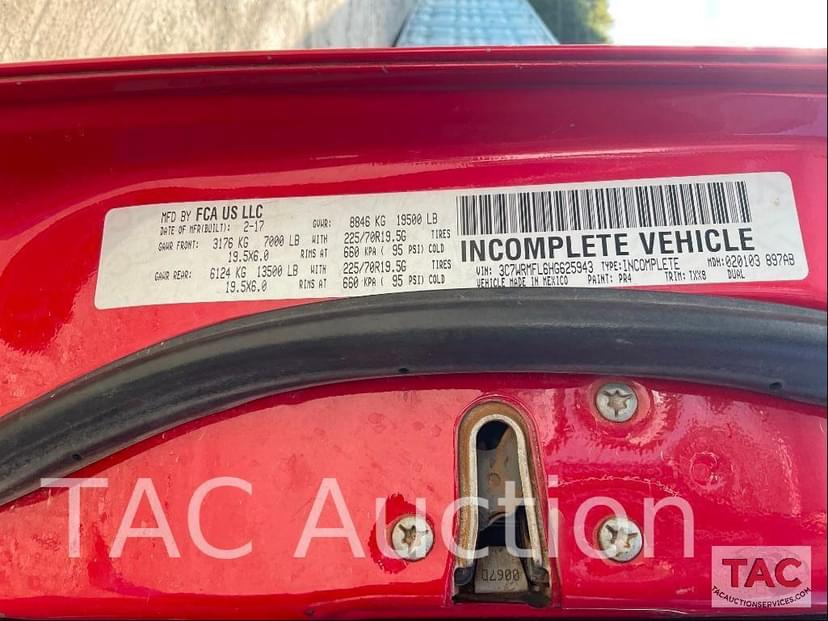 MFD BY FCA US LLC
DATE OF MFR(BUILT): 2-17
GVWR: 8846 KG 19500 LB
GAWR FRONT: 3176 KG 7000 LB WITH 225/70R19.5G TIRES
19.5X6.0 RIMS AT 660 KPA ( 95 PSI) COLD
GAWR REAR: 6124 KG 13500 LB WITH 225/70R19.5G TIRES
19.5X6.0 RIMS AT 660 KPA ( 95 PSI) COLD
INCOMPLETE VEHICLE
VIN: 3C7WRMFL6HG625943 TYPE: INCOMPLETE MDH: 020103 897AB
VEHICLE MADE IN MEXICO PAINT: PR4 TRIM: TXX8 DUAL
TAC Auction
0067D
TAC
TACAUCTIONSERVICES.COM